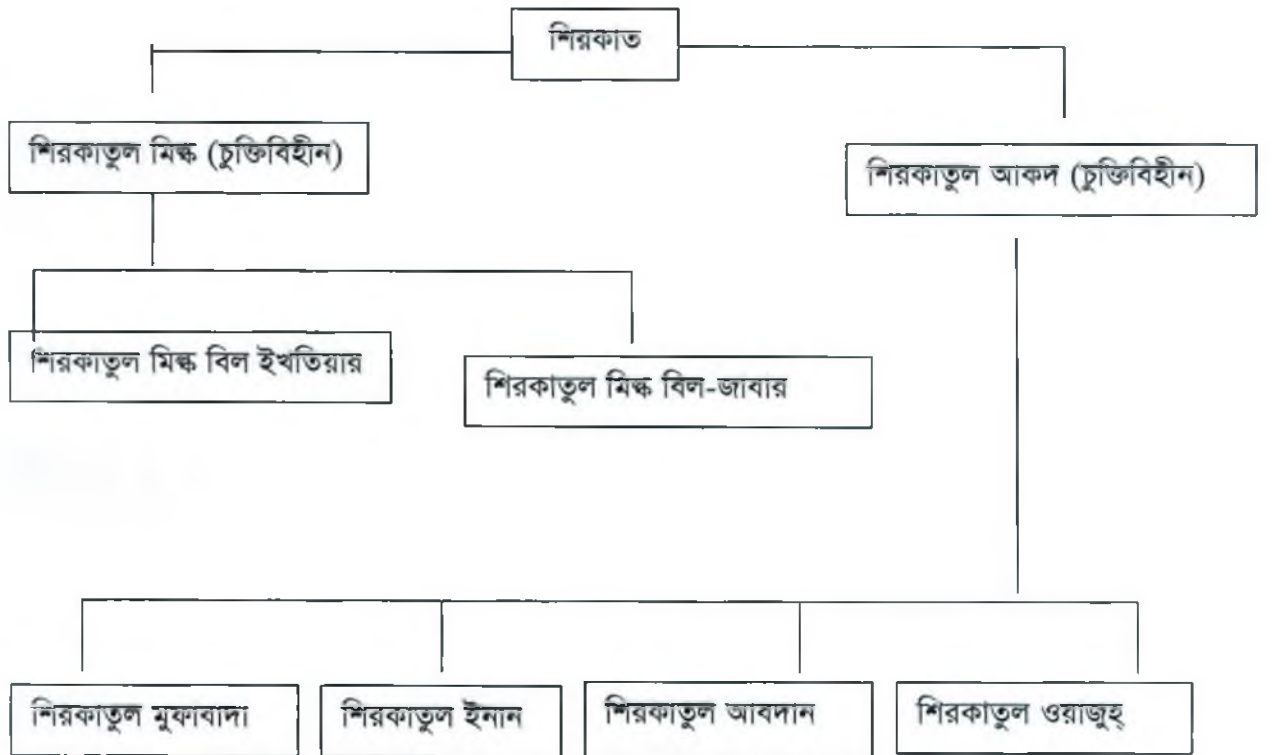 শিরকাত
শিরকাতুল মিল্ক (চুক্তিবিহীন)
শিরকাতুল আকদ (চুক্তিবিহীন)
শিরকাতুল মিল্ক বিল ইখতিয়ার
শিরকাতুল মিল্ক বিল-জাবার
শিরকাতুল মুকাবাদা
শিরকাতুল ইনান
শিরকাতুল আবদান
শিরকাতুল ওয়াজুহ্